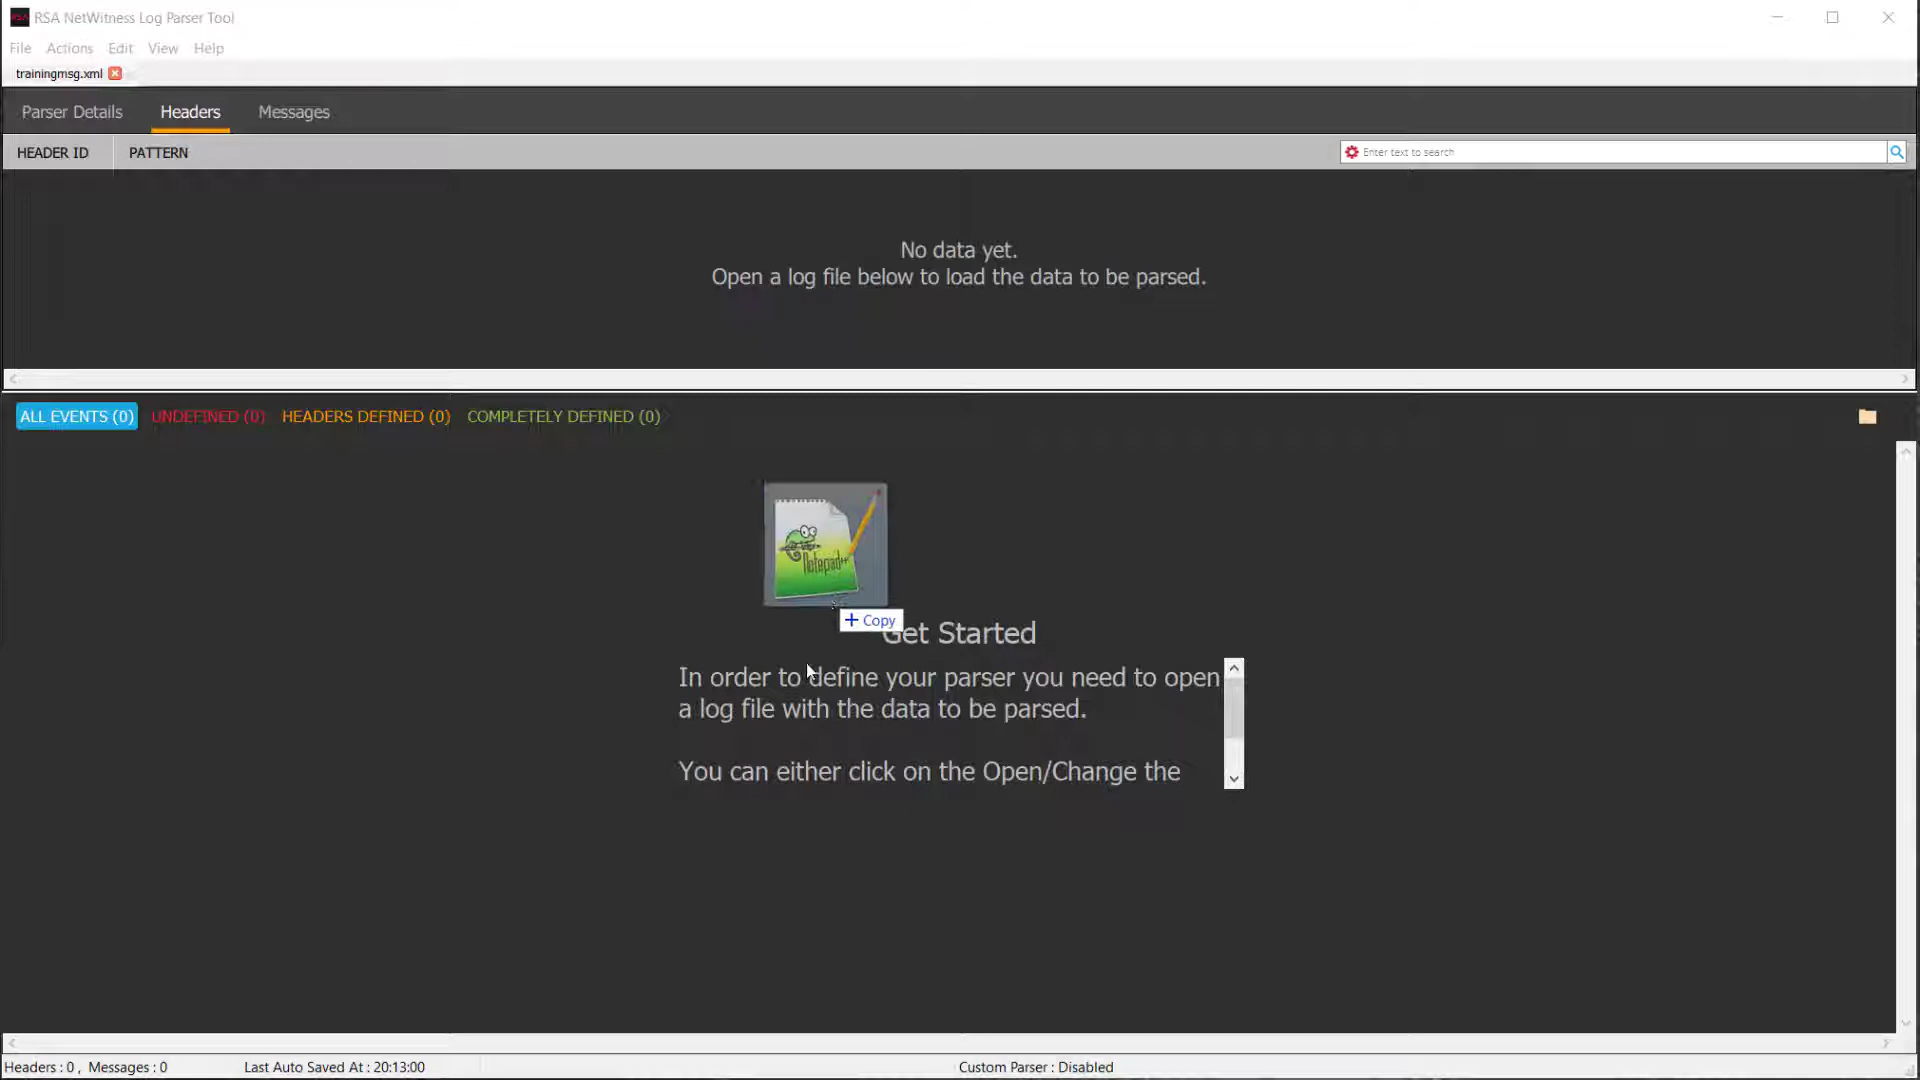 RSA NetWitness Log Parser Tool
File Actions Edit View Help
trainingmsg.xml
Parser Details Headers Messages
HEADER ID PATTERN Enter text to search
No data yet.
Open a log file below to load the data to be parsed.
ALL EVENTS (0) UNDEFINED (0) HEADERS DEFINED (0) COMPLETELY DEFINED (0)
Notepad++
+ Copy
Get Started
In order to define your parser you need to open
a log file with the data to be parsed.
You can either click on the Open/Change the
Headers : 0 , Messages : 0 Last Auto Saved At : 20:13:00 Custom Parser : Disabled